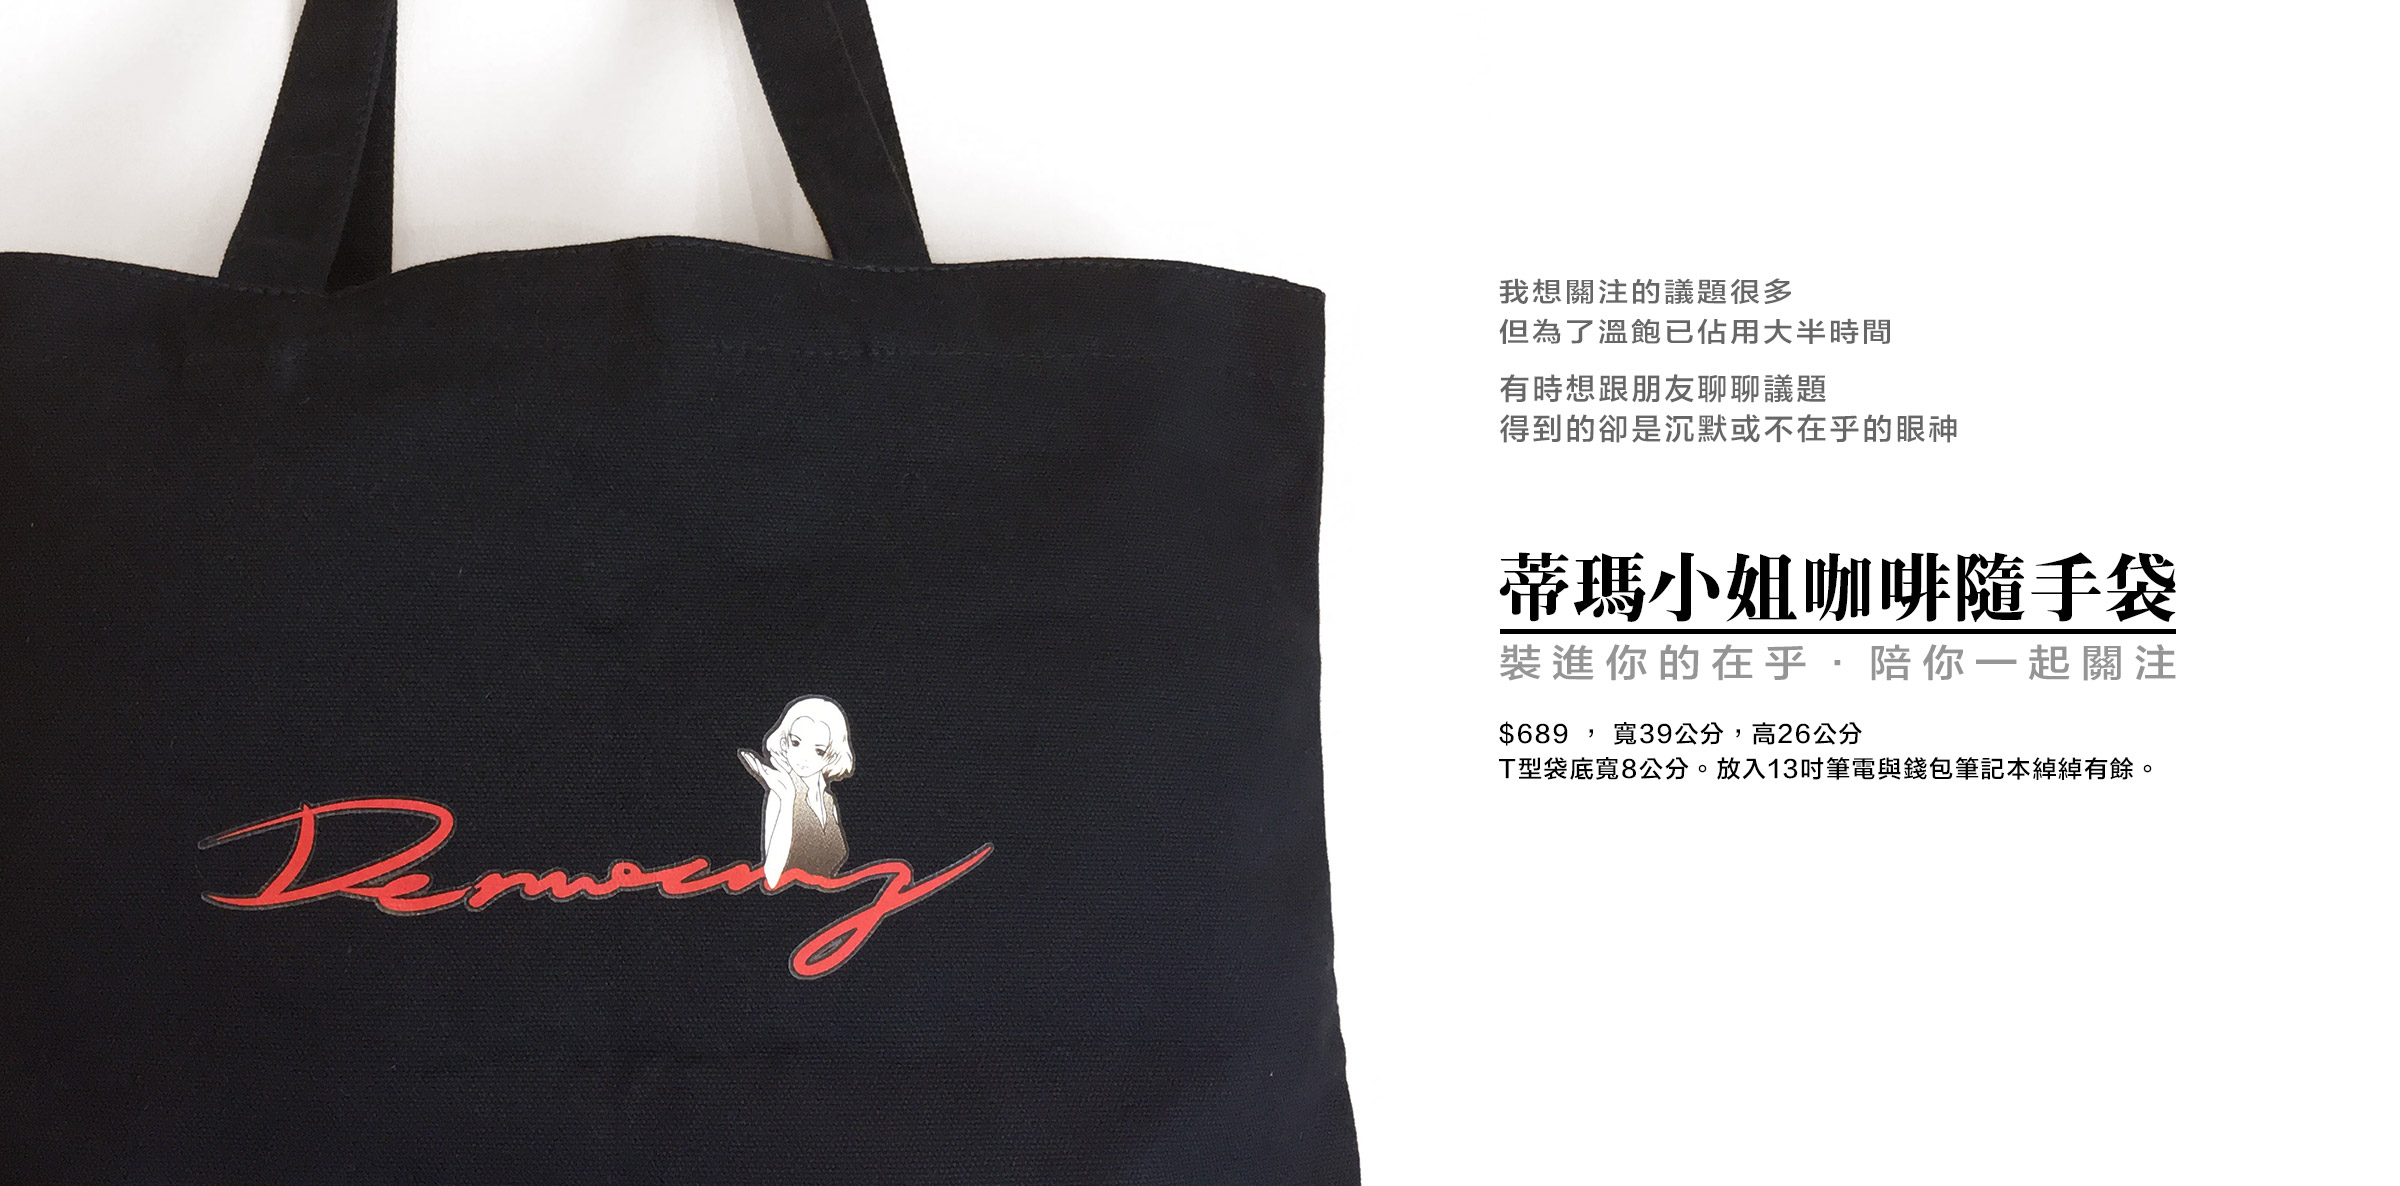 我想關注的議題很多
但為了溫飽已佔用大半時間
有時想跟朋友聊聊議題
得到的卻是沉默或不在乎的眼神
蒂瑪小姐咖啡隨手袋
裝進你的在乎·陪你一起關注
$689 , 寬39公分,高26公分
T型袋底寬8公分。放入13吋筆電與錢包筆記本綽綽有餘。
Democracy